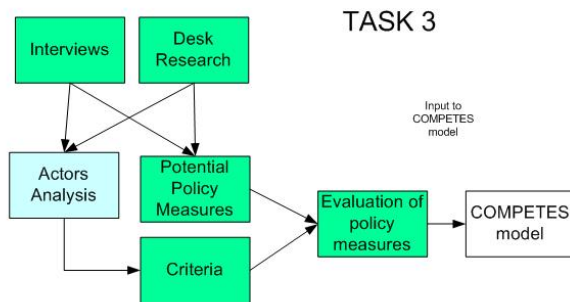 TASK 3
Interviews
Desk
Research
Input to
COMPETES
model
Actors
Analysis
Potential
Policy
Measures
Evaluation of
policy
measures
COMPETES
model
Criteria